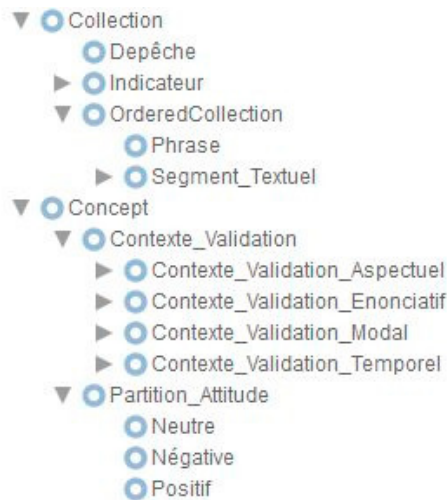 Collection
Depêche
Indicateur
OrderedCollection
Phrase
Segment_Textuel
Concept
Contexte_Validation
Contexte_Validation_Aspectuel
Contexte_Validation_Enonciatif
Contexte_Validation_Modal
Contexte_Validation_Temporel
Partition_Attitude
Neutre
Négative
Positif